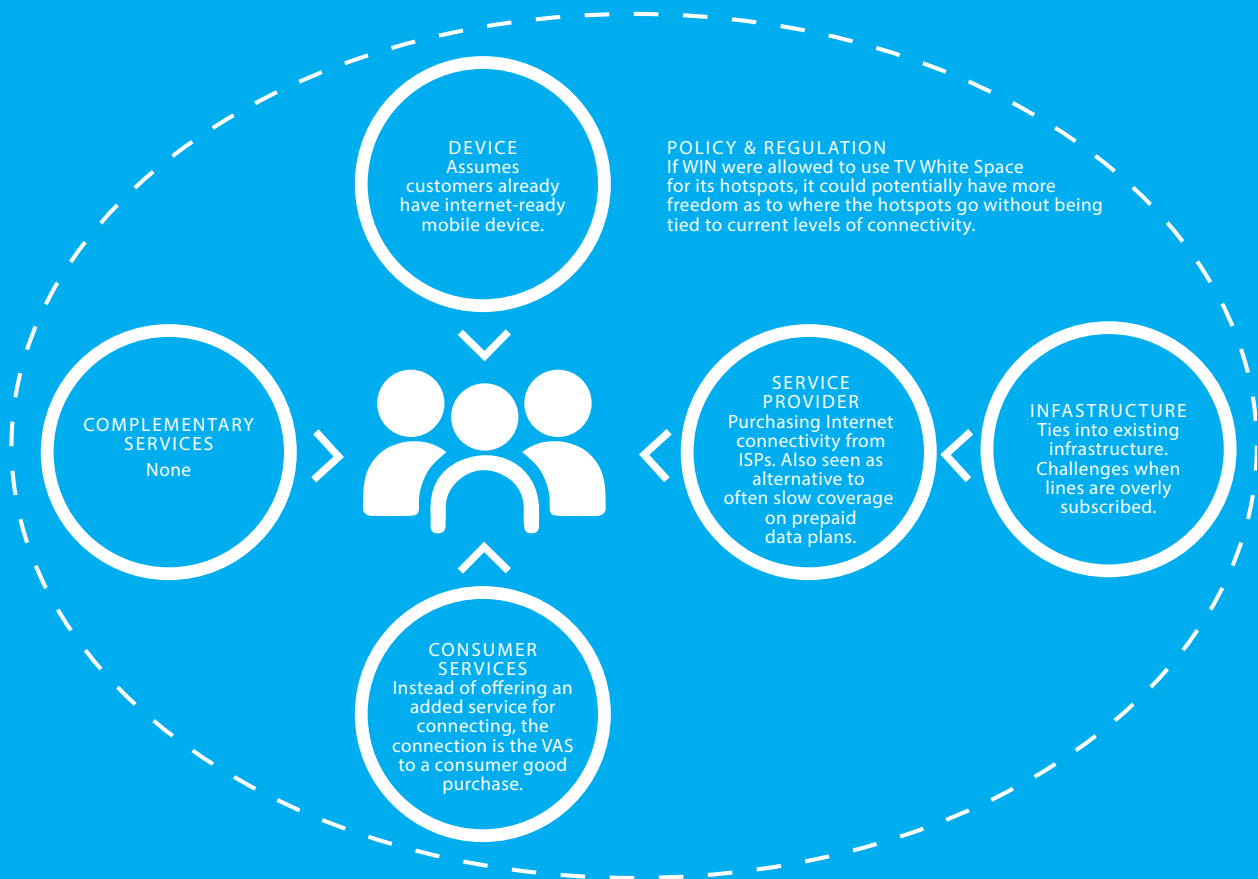 DEVICE
Assumes
customers already
have internet-ready
mobile device.
POLICY & REGULATION
If WIN were allowed to use TV White Space
for its hotspots, it could potentially have more
freedom as to where the hotspots go without being
tied to current levels of connectivity.
COMPLEMENTARY
SERVICES
None
SERVICE
PROVIDER
Purchasing Internet
connectivity from
ISPs. Also seen as
alternative to
often slow coverage
on prepaid
data plans.
INFASTRUCTURE
Ties into existing
infrastructure.
Challenges when
lines are overly
subscribed.
CONSUMER
SERVICES
Instead of offering an
added service for
connecting, the
connection is the VAS
to a consumer good
purchase.